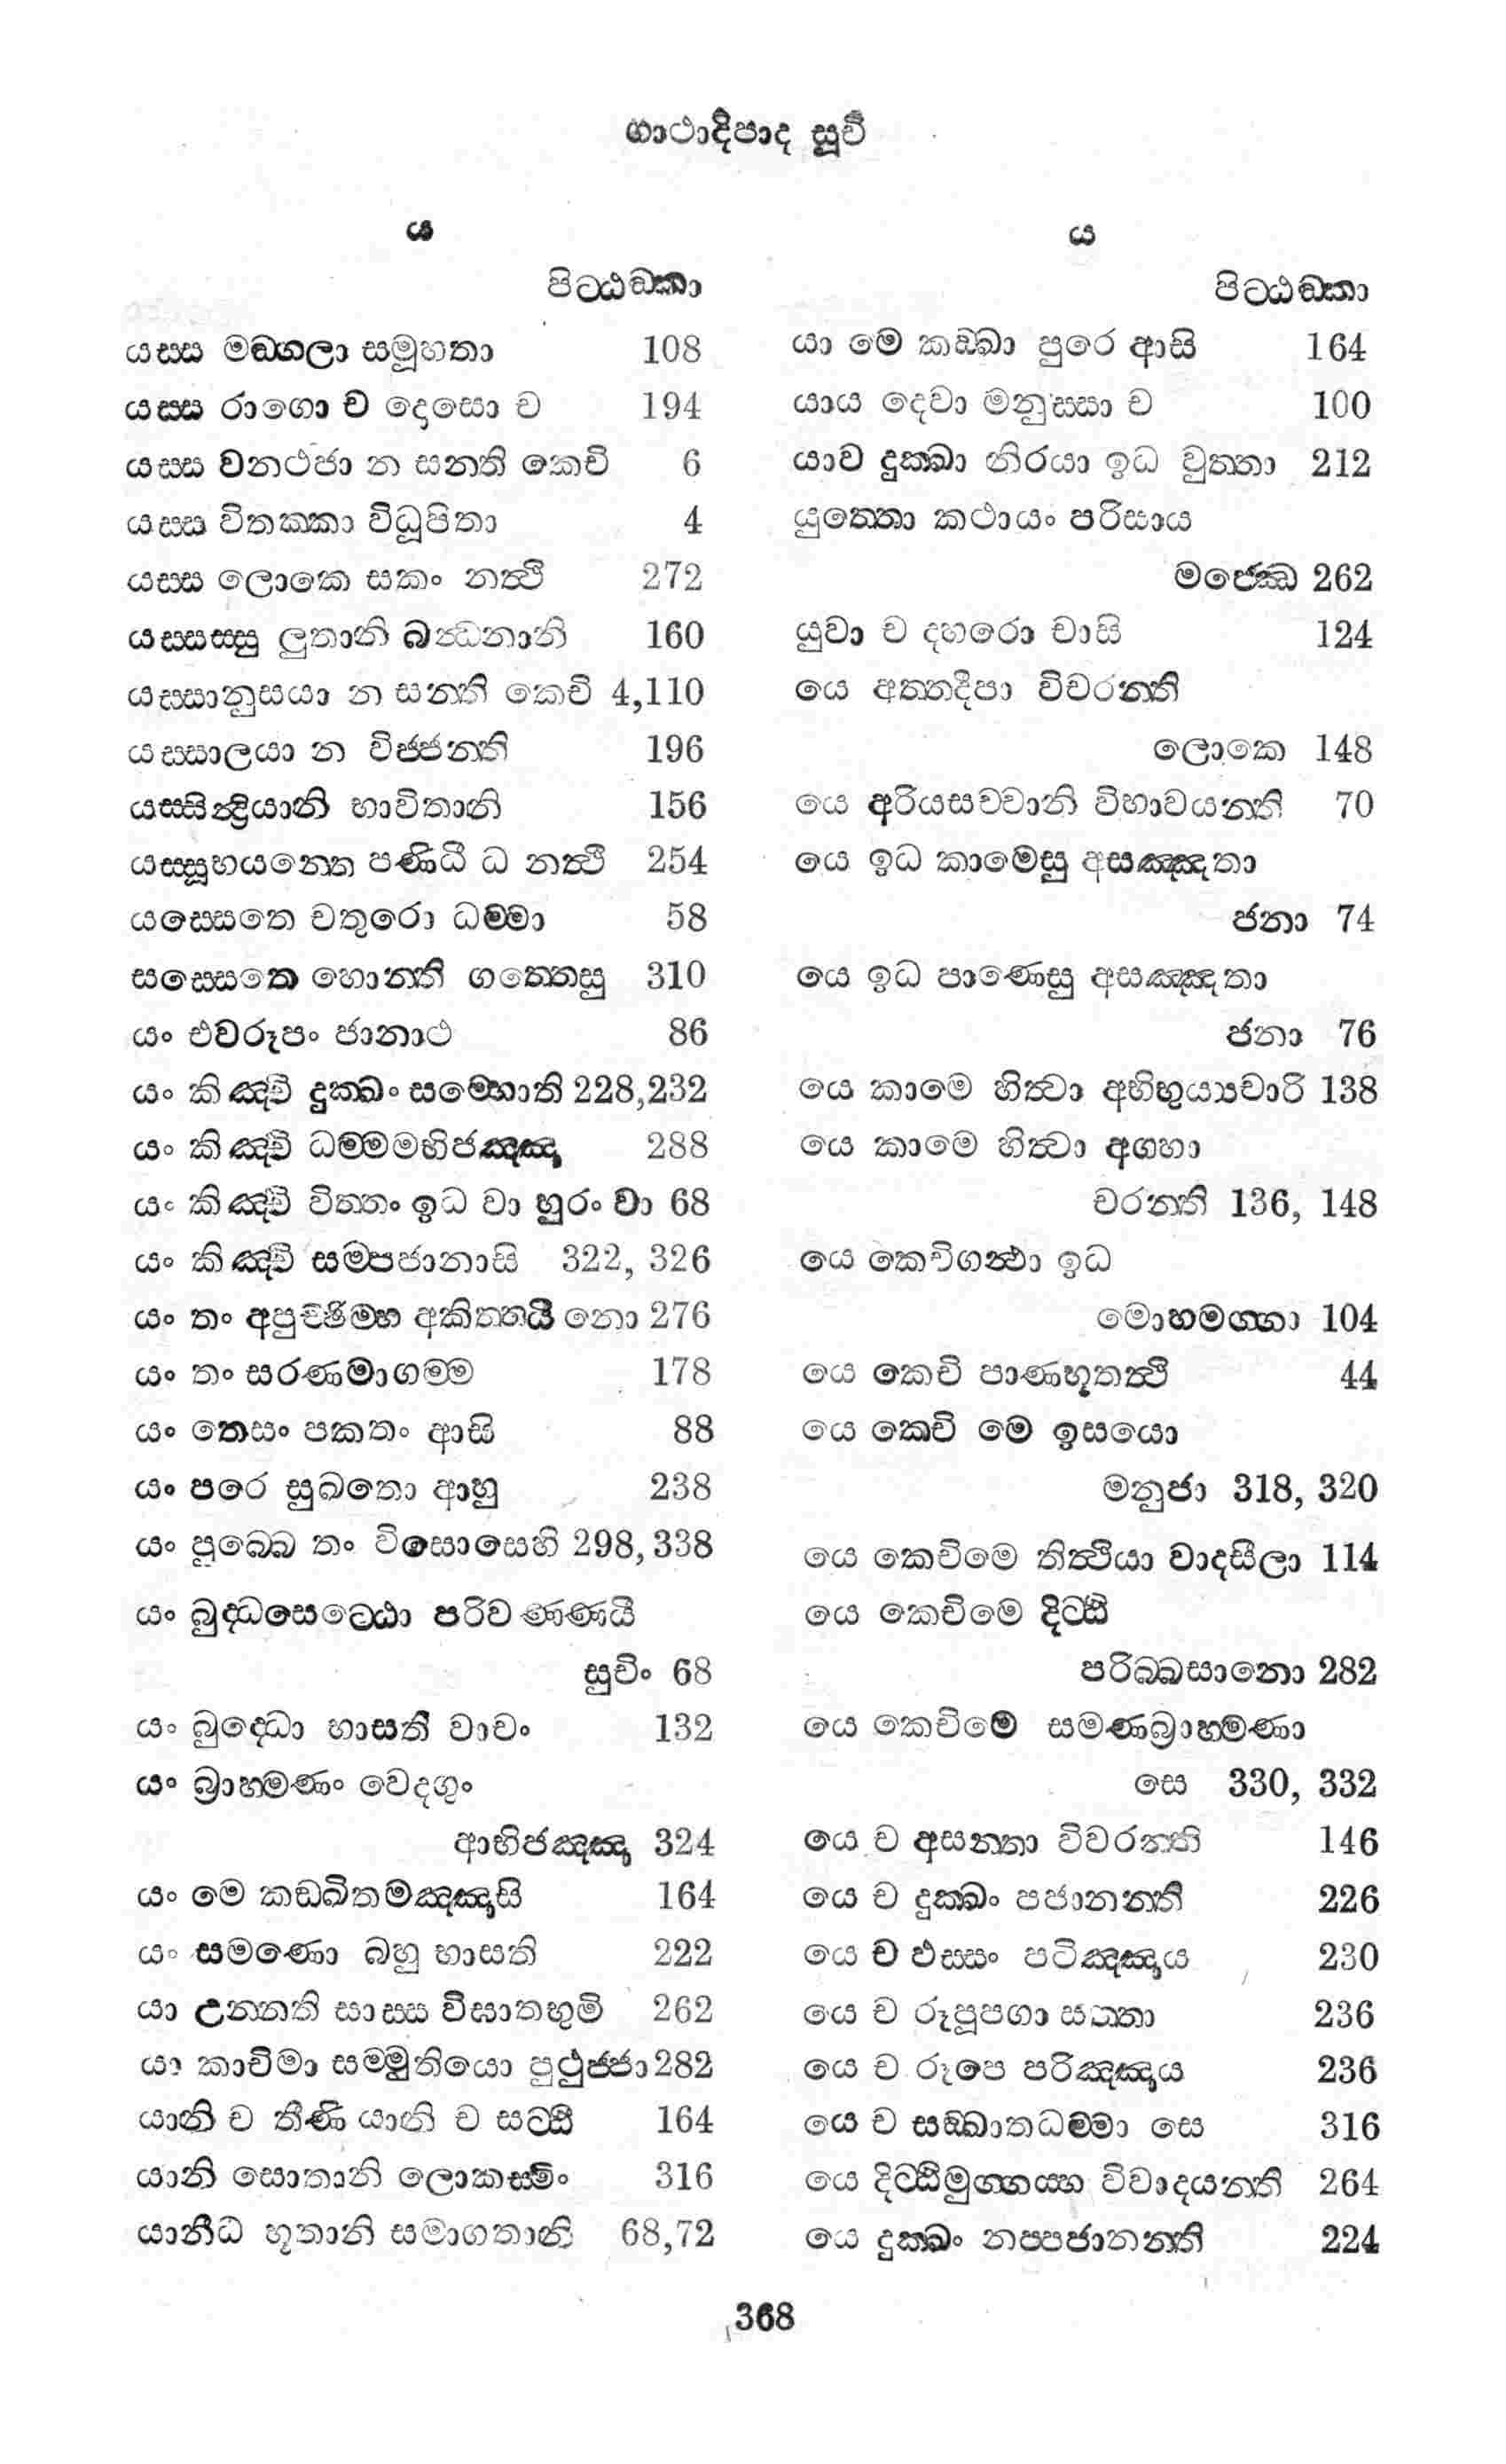 ගාථාදිපාද සූචි
ය
පිට්ඨඞ්කා
යස්ස මඞ්ගලා සමූහතා 108
යස්ස රාගො ච දොසො ච 194
යස්ස වනථජා න සන්ති කෙචි 6
යස්ස විතක්කා විධූපිතා 4
යස්ස ලොකෙ සකං නත්ථි 272
යස්සස්සු ලුතානි බන්ධනානි 160
යස්සානුසයා න සන්ති කෙචි 4,110
යස්සාලයා න විජ්ජන්ති 196
යස්සින්ද්‍රියානි භාවිතානි 156
යස්සූභයන්තෙ පණිධී ධ නත්ථි 254
යස්සෙතෙ චතුරො ධම්මා 58
සස්සෙතෙ හොන්ති ගත්තෙසු 310
යං එවරූපං ජානාථ 86
යං කිඤ්චි දුක්ඛං සම්භොති 228,232
යං කිඤ්චි ධම්මමභිජඤ්ඤා 288
යං කිඤ්චි විත්තං ඉධ වා හුරං වා 68
යං කිඤ්චි සම්පජානාසි 322, 326
යං තං අපුච්ඡිම්හ අකිත්තයී නො 276
යං තං සරණමාගම්ම 178
යං තෙසං පකතං ආසි 88
යං පරෙ සුඛතො ආහු 238
යං පුබ්බෙ තං විසොසෙහි 298,338
යං බුද්ධසෙට්ඨො පරිවණ්ණයී
සුචිං 68
යං බුද්ධො භාසතී වාචං 132
යං බ්‍රාහ්මණං වෙදගුං
ආභිජඤ්ඤා 324
යං මෙ කඞ්ඛිතමඤ්ඤාසි 164
යං සමණො බහු භාසති 222
යා උන්නති සාස්ස විඝාතභුමි 262
යා කාචිමා සම්මුතියො පුථුජ්ජා 282
යානි ච තීණි යානි ච සට්ඨි 164
යානි සොතානි ලොකස්මිං 316
යානීධ භූතානි සමාගතානි 68,72
ය
පිට්ඨඞ්කා
යා මෙ කඞ්ඛා පුරෙ ආසි 164
යාය දෙවා මනුස්සා ච 100
යාව දුක්ඛා නිරයා ඉධ වුත්තා 212
යුත්තො කථායං පරිසාය
මජ්ඣෙ 262
යුවා ච දහරො චාසි 124
යෙ අත්තදීපා විචරන්ති
ලොකෙ 148
යෙ අරියසච්චානි විභාවයන්ති 70
යෙ ඉධ කාමෙසු අසඤ්ඤතා
ජනා 74
යෙ ඉධ පාණෙසු අසඤ්ඤතා
ජනා 76
යෙ කාමෙ හිත්වා අභිභුය්‍යචාරි 138
යෙ කාමෙ හිත්වා අගහා
චරන්ති 136, 148
යෙ කෙචිගන්ථා ඉධ
මොහමග්ගා 104
යෙ කෙචි පාණභූතත්ථි 44
යෙ කෙචි මෙ ඉසයො
මනුජා 318, 320
යෙ කෙචිමෙ තිත්ථියා වාදසීලා 114
යෙ කෙචිමෙ දිට්ඨි
පරිබ්බසානො 282
යෙ කෙචිමෙ සමණබ්‍රාහ්මණා
සෙ 330, 332
යෙ ච අසන්තා විචරන්ති 146
යෙ ච දුක්ඛං පජානන්ති 226
යෙ ච ඵස්සං පටිඤ්ඤාය 230
යෙ ච රූපූපගා සත්තා 236
යෙ ච රූපෙ පරිඤ්ඤාය 236
යෙ ච සඞ්ඛාතධම්මා සෙ 316
යෙ දිට්ඨිමුග්ගය්හ විවාදයන්ති 264
යෙ දුක්ඛං නප්පජානන්ති 224
368